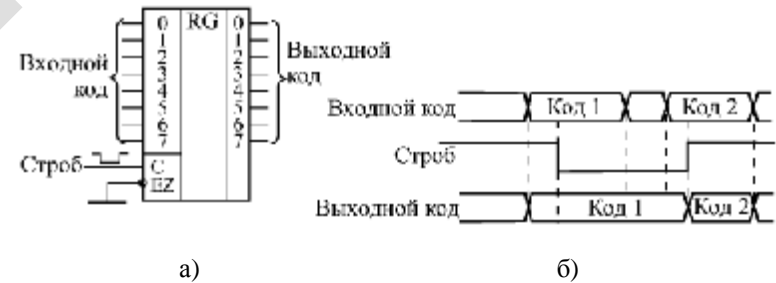 0 RG 0
1 1
2 2
3 3
4 4
5 5
6 6
7 7
Входной код
Выходной код
Строб
C
EZ
Входной код Код 1 Код 2
Строб
Выходной код Код 1 Код 2
а) б)